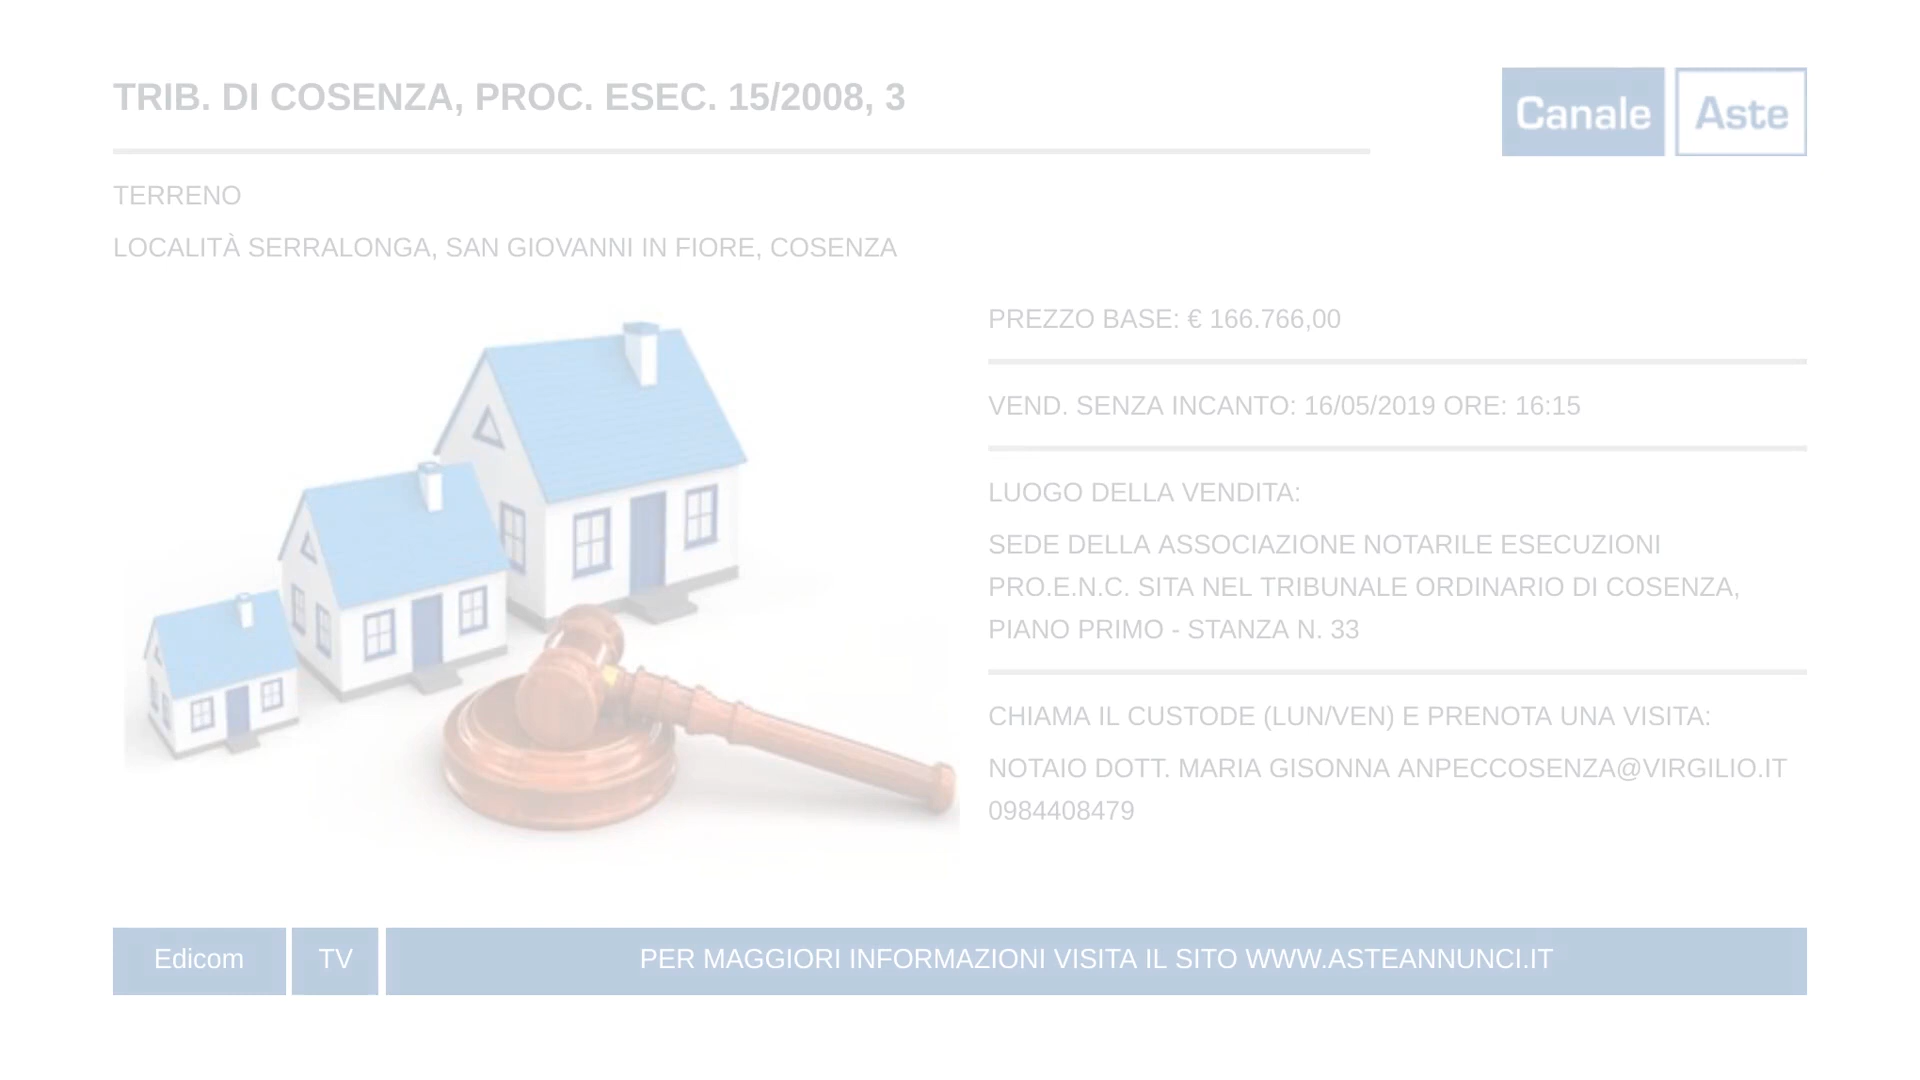 TRIB. DI COSENZA, PROC. ESEC. 15/2008, 3
Canale Aste
TERRENO
LOCALITÀ SERRALONGA, SAN GIOVANNI IN FIORE, COSENZA
PREZZO BASE: € 166.766,00
VEND. SENZA INCANTO: 16/05/2019 ORE: 16:15
LUOGO DELLA VENDITA:
SEDE DELLA ASSOCIAZIONE NOTARILE ESECUZIONI
PRO.E.N.C. SITA NEL TRIBUNALE ORDINARIO DI COSENZA,
PIANO PRIMO - STANZA N. 33
CHIAMA IL CUSTODE (LUN/VEN) E PRENOTA UNA VISITA:
NOTAIO DOTT. MARIA GISONNA ANPECCOSENZA@VIRGILIO.IT
0984408479
Edicom TV PER MAGGIORI INFORMAZIONI VISITA IL SITO WWW.ASTEANNUNCI.IT